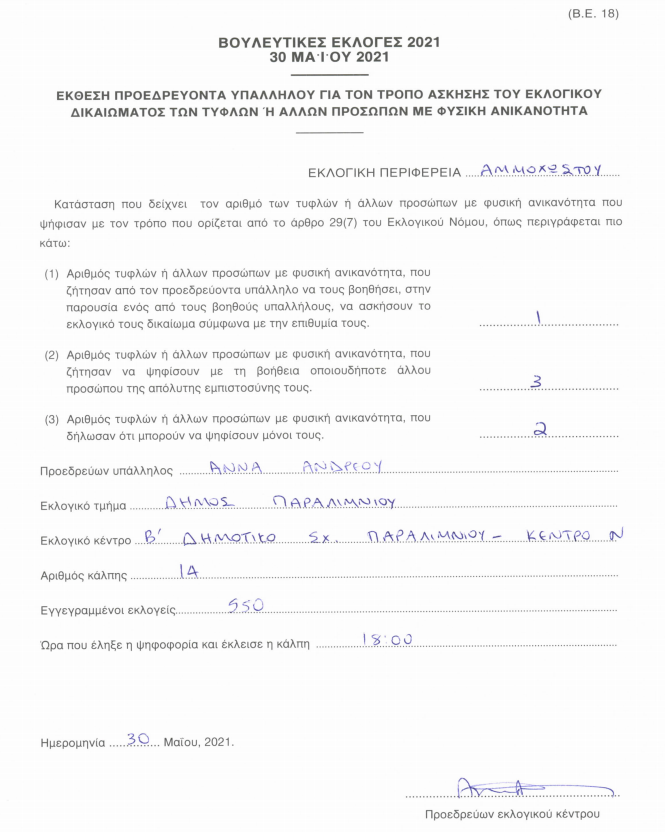 (Β.Ε. 18)
ΒΟΥΛΕΥΤΙΚΕΣ ΕΚΛΟΓΕΣ 2021
30 ΜΑ·Ι·ΟΥ 2021
ΕΚΘΕΣΗ ΠΡΟΕΔΡΕΥΟΝΤΑ ΥΠΑΛΛΗΛΟΥ ΓΙΑ ΤΟΝ ΤΡΟΠΟ ΑΣΚΗΣΗΣ ΤΟΥ ΕΚΛΟΓΙΚΟΥ
ΔΙΚΑΙΩΜΑΤΟΣ ΤΩΝ ΤΥΦΛΩΝ Ή ΑΛΛΩΝ ΠΡΟΣΩΠΩΝ ΜΕ ΦΥΣΙΚΗ ΑΝΙΚΑΝΟΤΗΤΑ
ΕΚΛΟΓΙΚΗ ΠΕΡΙΦΕΡΕΙΑ ΑΜΜΟΧΩΣΤΟΥ
Κατάσταση που δείχνει τον αριθμό των τυφλών ή άλλων προσώπων με φυσική ανικανότητα που
ψήφισαν με τον τρόπο που ορίζεται από το άρθρο 29(7) του Εκλογικού Νόμου, όπως περιγράφεται πιο
κάτω:
(1) Αριθμός τυφλών ή άλλων προσώπων με φυσική ανικανότητα, που
ζήτησαν από τον προεδρεύοντα υπάλληλο να τους βοηθήσει, στην
παρουσία ενός από τους βοηθούς υπαλλήλους, να ασκήσουν το
εκλογικό τους δικαίωμα σύμφωνα με την επιθυμία τους. 1
(2) Αριθμός τυφλών ή άλλων προσώπων με φυσική ανικανότητα, που
ζήτησαν να ψηφίσουν με τη βοήθεια οποιουδήποτε άλλου
προσώπου της απόλυτης εμπιστοσύνης τους. 3
(3) Αριθμός τυφλών ή άλλων προσώπων με φυσική ανικανότητα, που
δήλωσαν ότι μπορούν να ψηφίσουν μόνοι τους. 2
Προεδρεύων υπάλληλος ΑΝΝΑ ΑΝΔΡΕΟΥ
Εκλογικό τμήμα ΔΗΜΟΣ ΠΑΡΑΛΙΜΝΙΟΥ
Εκλογικό κέντρο Β' ΔΗΜΟΤΙΚΟ ΣΧ. ΠΑΡΑΛΙΜΝΙΟΥ - ΚΕΝΤΡΟ Ν
Αριθμός κάλπης 14
Εγγεγραμμένοι εκλογείς 550
Ώρα που έληξε η ψηφοφορία και έκλεισε η κάλπη 18:00
Ημερομηνία 30 Μαΐου, 2021.
Προεδρεύων εκλογικού κέντρου